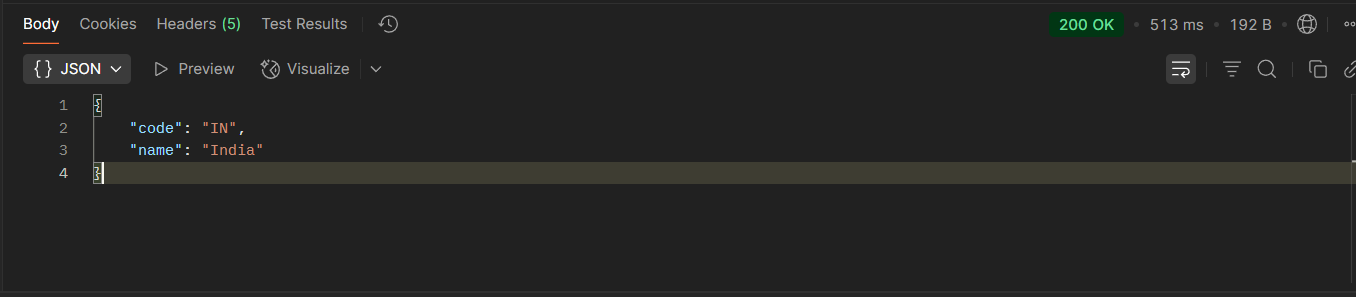 Body Cookies Headers (5) Test Results 200 OK • 513 ms • 192 B
{} JSON Preview Visualize
1 {
2 "code": "IN",
3 "name": "India"
4 }